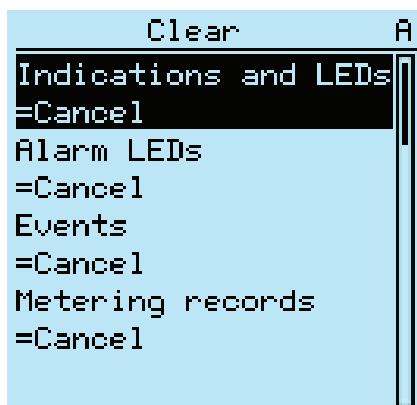 Clear A
Indications and LEDs
=Cancel
Alarm LEDs
=Cancel
Events
=Cancel
Metering records
=Cancel